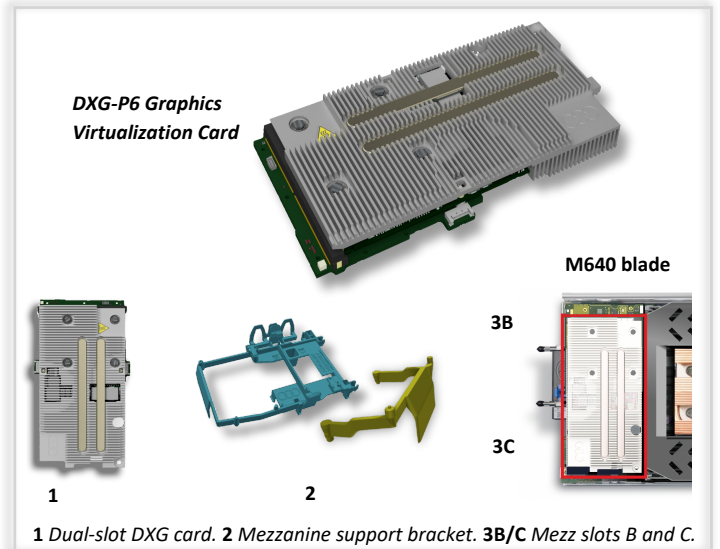 DXG-P6 Graphics
Virtualization Card
M640 blade
3B
3C
1
2
1 Dual-slot DXG card. 2 Mezzanine support bracket. 3B/C Mezz slots B and C.